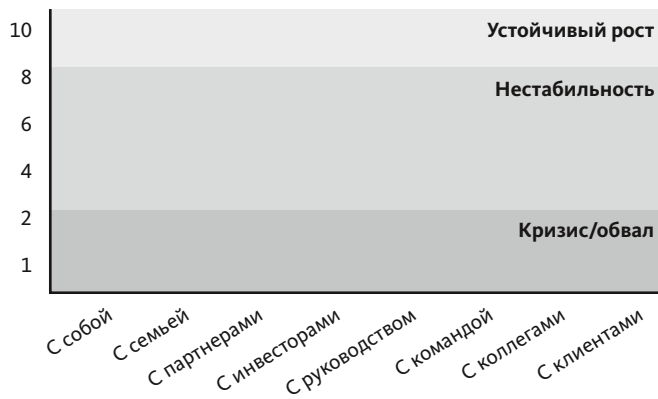 10
Устойчивый рост
8
Нестабильность
6
4
2
Кризис/обвал
1
С собой
С семьей
С партнерами
С инвесторами
С руководством
С командой
С коллегами
С клиентами